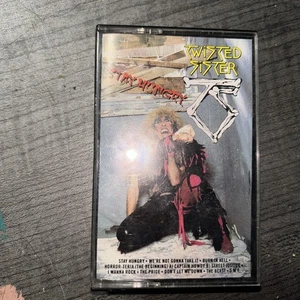 TWISTED
SISTER
STAY HUNGRY
STAY HUNGRY • WE'RE NOT GONNA TAKE IT • BURN IN HELL •
HORROR-TERIA (THE BEGINNING) A) CAPTAIN HOWDY B) STREET JUSTICE •
I WANNA ROCK • THE PRICE • DON'T LET ME DOWN • THE BEAST • S.M.F.